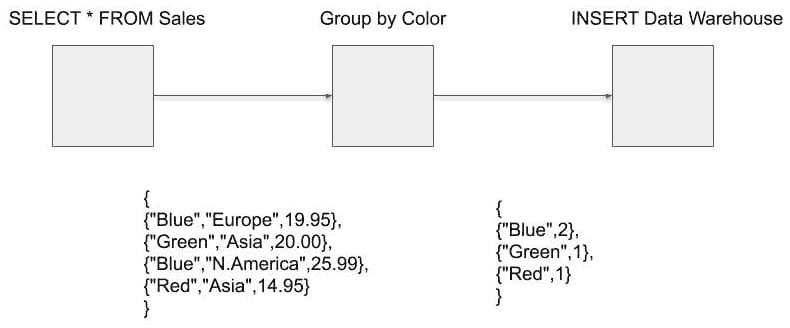 SELECT * FROM Sales
Group by Color
INSERT Data Warehouse
{
{"Blue","Europe",19.95},
{"Green","Asia",20.00},
{"Blue","N.America",25.99},
{"Red","Asia",14.95}
}
{
{"Blue",2},
{"Green",1},
{"Red",1}
}